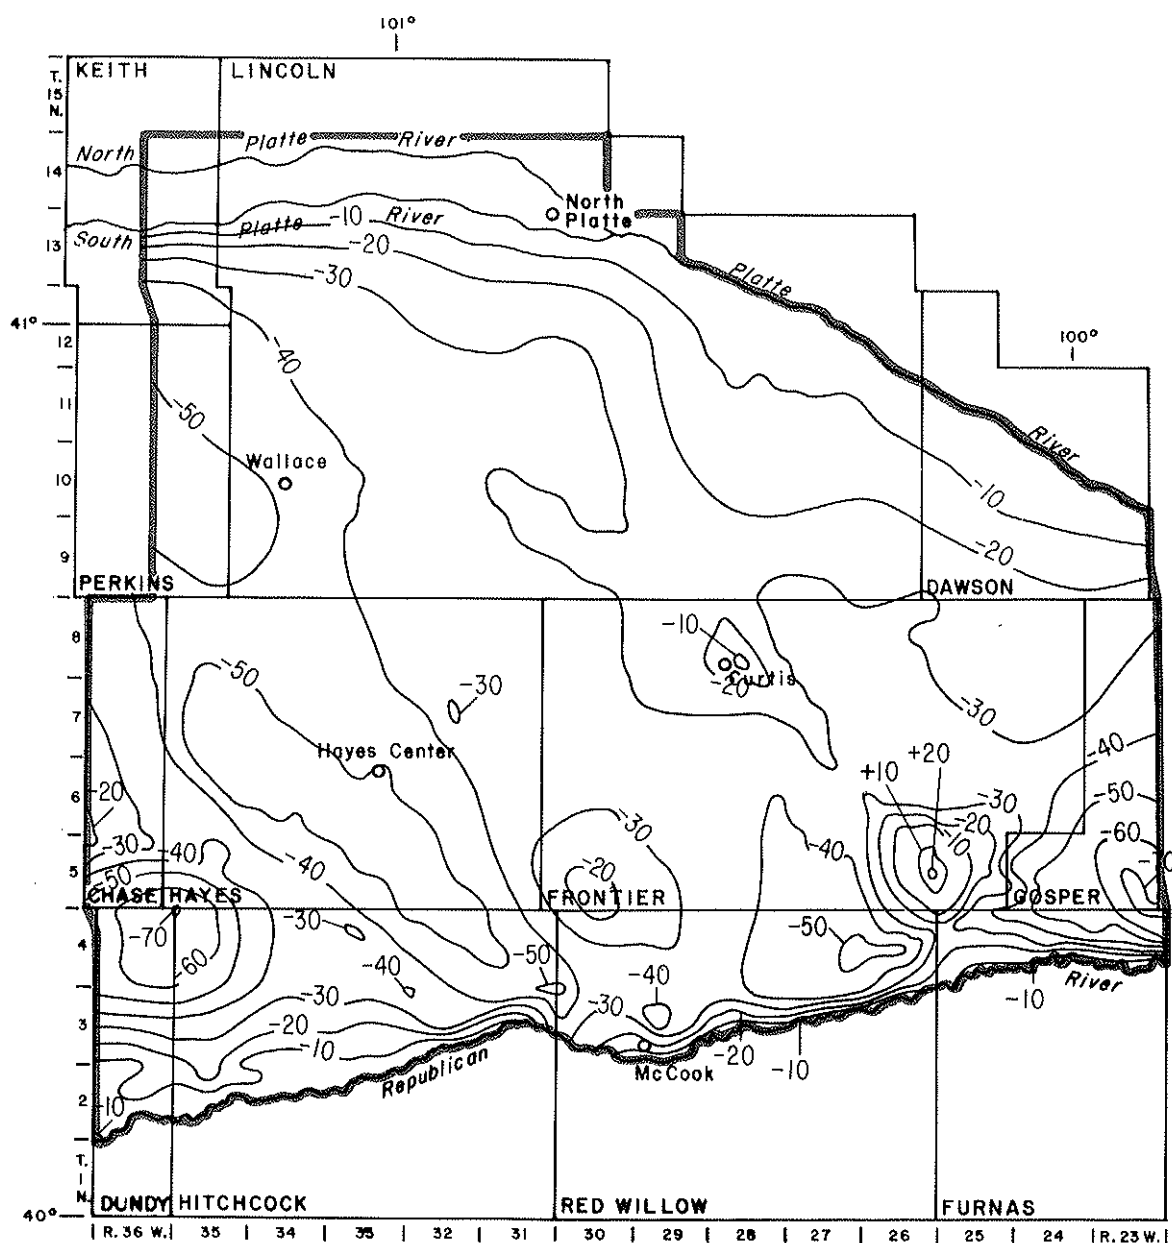 101°
T. 15 N.
KEITH
LINCOLN
North Platte River
14
North Platte
South Platte River
-10
13
-20
-30
Platte
River
41°
12
100°
-40
11
-50
Wallace
10
-10
-20
9
PERKINS
DAWSON
8
-10
-50
-30
Curtis
-20
-30
7
Hayes Center
-40
+20
+10
-20
6
-50
-30
-30
-20
-30
-40
-10
-40
-40
-60
-20
5
-50
CHASE
HAYES
FRONTIER
GOSPER
-30
-70
4
-50
-50
-60
-40
-40
-30
-30
-10
River
3
-20
-10
-20
-10
McCook
Republican
2
-10
T. 1 N.
DUNDY
HITCHCOCK
RED WILLOW
FURNAS
40°
R. 36 W. 35 34 33 32 31 30 29 28 27 26 25 24 R. 23 W.